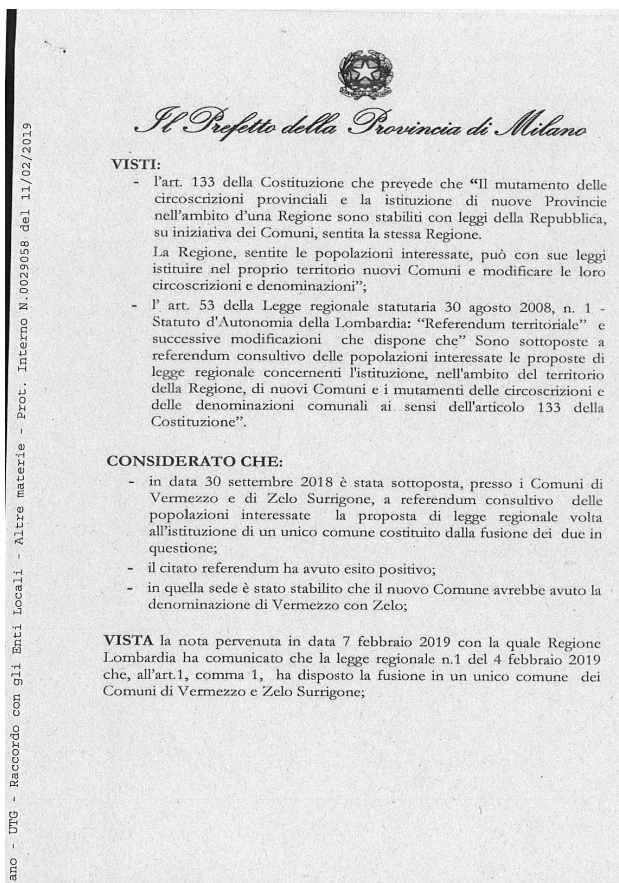 Il Prefetto della Provincia di Milano
VISTI:
- l'art. 133 della Costituzione che prevede che “Il mutamento delle
circoscrizioni provinciali e la istituzione di nuove Provincie
nell'ambito d'una Regione sono stabiliti con leggi della Repubblica,
su iniziativa dei Comuni, sentita la stessa Regione.
La Regione, sentite le popolazioni interessate, può con sue leggi
istituire nel proprio territorio nuovi Comuni e modificare le loro
circoscrizioni e denominazioni”;
- l' art. 53 della Legge regionale statutaria 30 agosto 2008, n. 1 -
Statuto d'Autonomia della Lombardia: “Referendum territoriale” e
successive modificazioni che dispone che” Sono sottoposte a
referendum consultivo delle popolazioni interessate le proposte di
legge regionale concernenti l'istituzione, nell'ambito del territorio
della Regione, di nuovi Comuni e i mutamenti delle circoscrizioni e
delle denominazioni comunali ai sensi dell'articolo 133 della
Costituzione”.
CONSIDERATO CHE:
- in data 30 settembre 2018 è stata sottoposta, presso i Comuni di
Vermezzo e di Zelo Surrigone, a referendum consultivo delle
popolazioni interessate la proposta di legge regionale volta
all'istituzione di un unico comune costituito dalla fusione dei due in
questione;
- il citato referendum ha avuto esito positivo;
- in quella sede è stato stabilito che il nuovo Comune avrebbe avuto la
denominazione di Vermezzo con Zelo;
VISTA la nota pervenuta in data 7 febbraio 2019 con la quale Regione
Lombardia ha comunicato che la legge regionale n.1 del 4 febbraio 2019
che, all'art.1, comma 1, ha disposto la fusione in un unico comune dei
Comuni di Vermezzo e Zelo Surrigone;
ano - UTG - Raccordo con gli Enti Locali - Altre materie - Prot. Interno N.0029058 del 11/02/2019